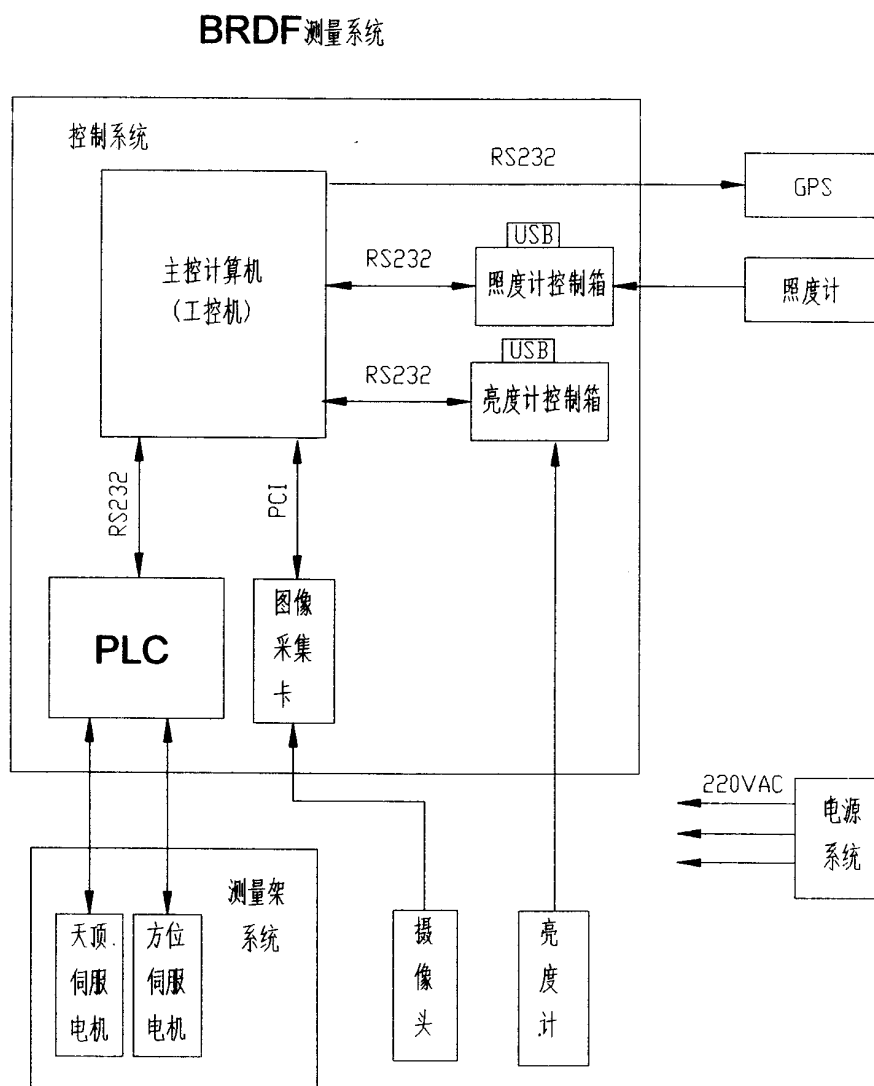 BRDF测量系统
控制系统
RS232
GPS
主控计算机
(工控机)
RS232
USB
照度计控制箱
照度计
RS232
USB
亮度计控制箱
RS232
PCI
PLC
图像
采集
卡
220VAC
电源
系统
测量架
系统
天顶
伺服
电机
方位
伺服
电机
摄
像
头
亮
度
计